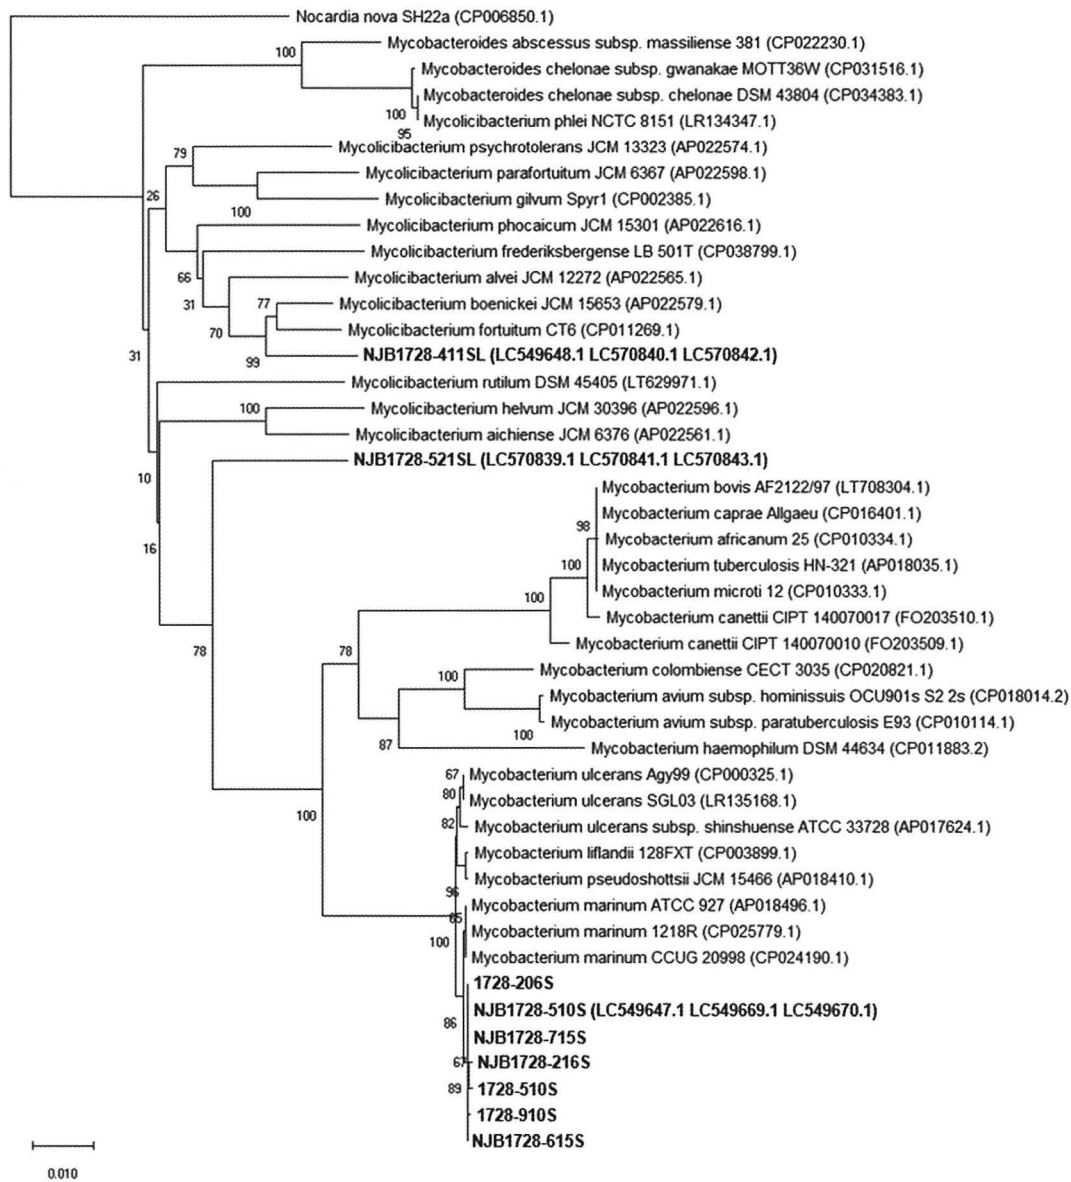 Nocardia nova SH22a (CP006850.1)
Mycobacteroides abscessus subsp. massiliense 381 (CP022230.1)
100
Mycobacteroides chelonae subsp. gwanakae MOTT36W (CP031516.1)
Mycobacteroides chelonae subsp. chelonae DSM 43804 (CP034383.1)
100
Mycolicibacterium phlei NCTC 8151 (LR134347.1)
95
Mycolicibacterium psychrotolerans JCM 13323 (AP022574.1)
79
Mycolicibacterium parafortuitum JCM 6367 (AP022598.1)
26
Mycolicibacterium gilvum Spyr1 (CP002385.1)
100
Mycolicibacterium phocaicum JCM 15301 (AP022616.1)
Mycolicibacterium frederiksbergense LB 501T (CP038799.1)
66
Mycolicibacterium alvei JCM 12272 (AP022565.1)
31
77
Mycolicibacterium boenickei JCM 15653 (AP022579.1)
70
Mycolicibacterium fortuitum CT6 (CP011269.1)
31
99
NJB1728-411SL (LC549648.1 LC570840.1 LC570842.1)
Mycolicibacterium rutilum DSM 45405 (LT629971.1)
100
Mycolicibacterium helvum JCM 30396 (AP022596.1)
Mycolicibacterium aichiense JCM 6376 (AP022561.1)
NJB1728-521SL (LC570839.1 LC570841.1 LC570843.1)
10
Mycobacterium bovis AF2122/97 (LT708304.1)
Mycobacterium caprae Allgaeu (CP016401.1)
98
Mycobacterium africanum 25 (CP010334.1)
16
100
Mycobacterium tuberculosis HN-321 (AP018035.1)
Mycobacterium microti 12 (CP010333.1)
100
Mycobacterium canettii CIPT 140070017 (FO203510.1)
Mycobacterium canettii CIPT 140070010 (FO203509.1)
78
78
100
Mycobacterium colombiense CECT 3035 (CP020821.1)
Mycobacterium avium subsp. hominissuis OCU901s S2 2s (CP018014.2)
Mycobacterium avium subsp. paratuberculosis E93 (CP010114.1)
100
87
Mycobacterium haemophilum DSM 44634 (CP011883.2)
67
Mycobacterium ulcerans Agy99 (CP000325.1)
80
Mycobacterium ulcerans SGL03 (LR135168.1)
100
82
Mycobacterium ulcerans subsp. shinshuense ATCC 33728 (AP017624.1)
Mycobacterium liflandii 128FXT (CP003899.1)
Mycobacterium pseudoshottsii JCM 15466 (AP018410.1)
96
Mycobacterium marinum ATCC 927 (AP018496.1)
Mycobacterium marinum 1218R (CP025779.1)
100
Mycobacterium marinum CCUG 20998 (CP024190.1)
1728-206S
NJB1728-510S (LC549647.1 LC549669.1 LC549670.1)
86
NJB1728-715S
67
NJB1728-216S
89
1728-510S
1728-910S
NJB1728-615S
0.010